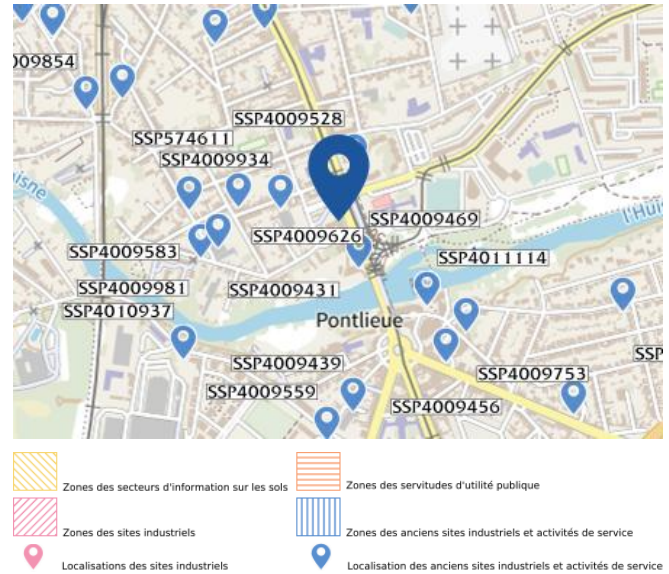 009854
SSP4009528
SSP574611
SSP4009934
SSP4009469
l'Huis
isne
SSP4009626
SSP4009583
SSP4011114
SSP4009981
SSP4009431
SSP4010937
Pontlieue
SSP
SSP4009439
SSP4009753
SSP4009559
SSP4009456
Zones des secteurs d'information sur les sols
Zones des servitudes d'utilité publique
Zones des sites industriels
Zones des anciens sites industriels et activités de service
Localisations des sites industriels
Localisation des anciens sites industriels et activités de service